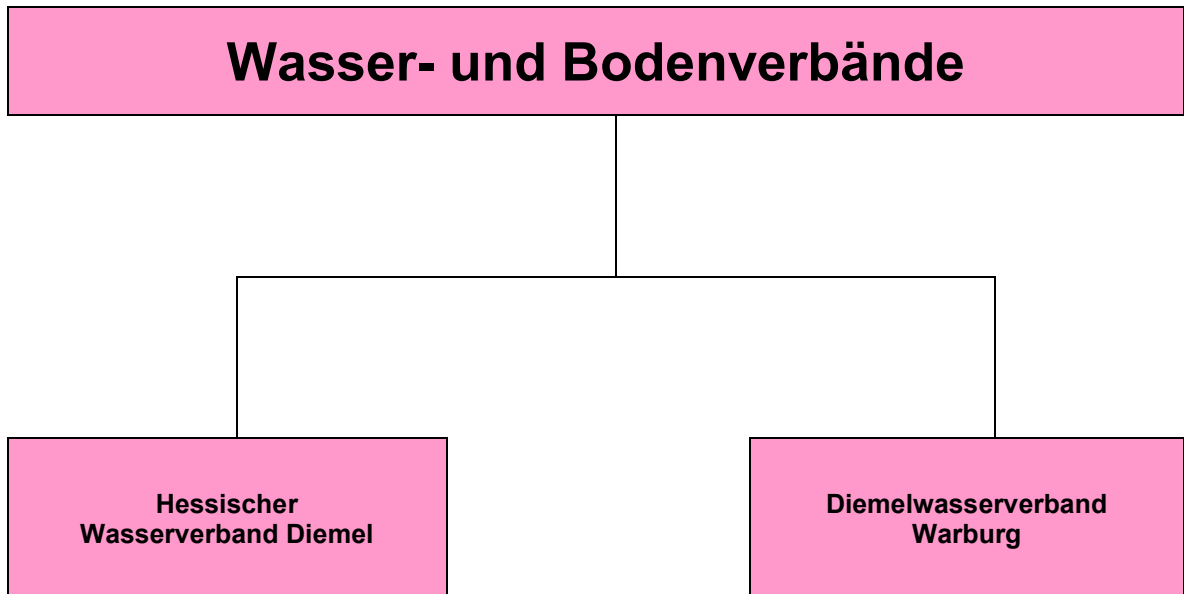 Wasser- und Bodenverbände
Hessischer
Wasserverband Diemel
Diemelwasserverband
Warburg